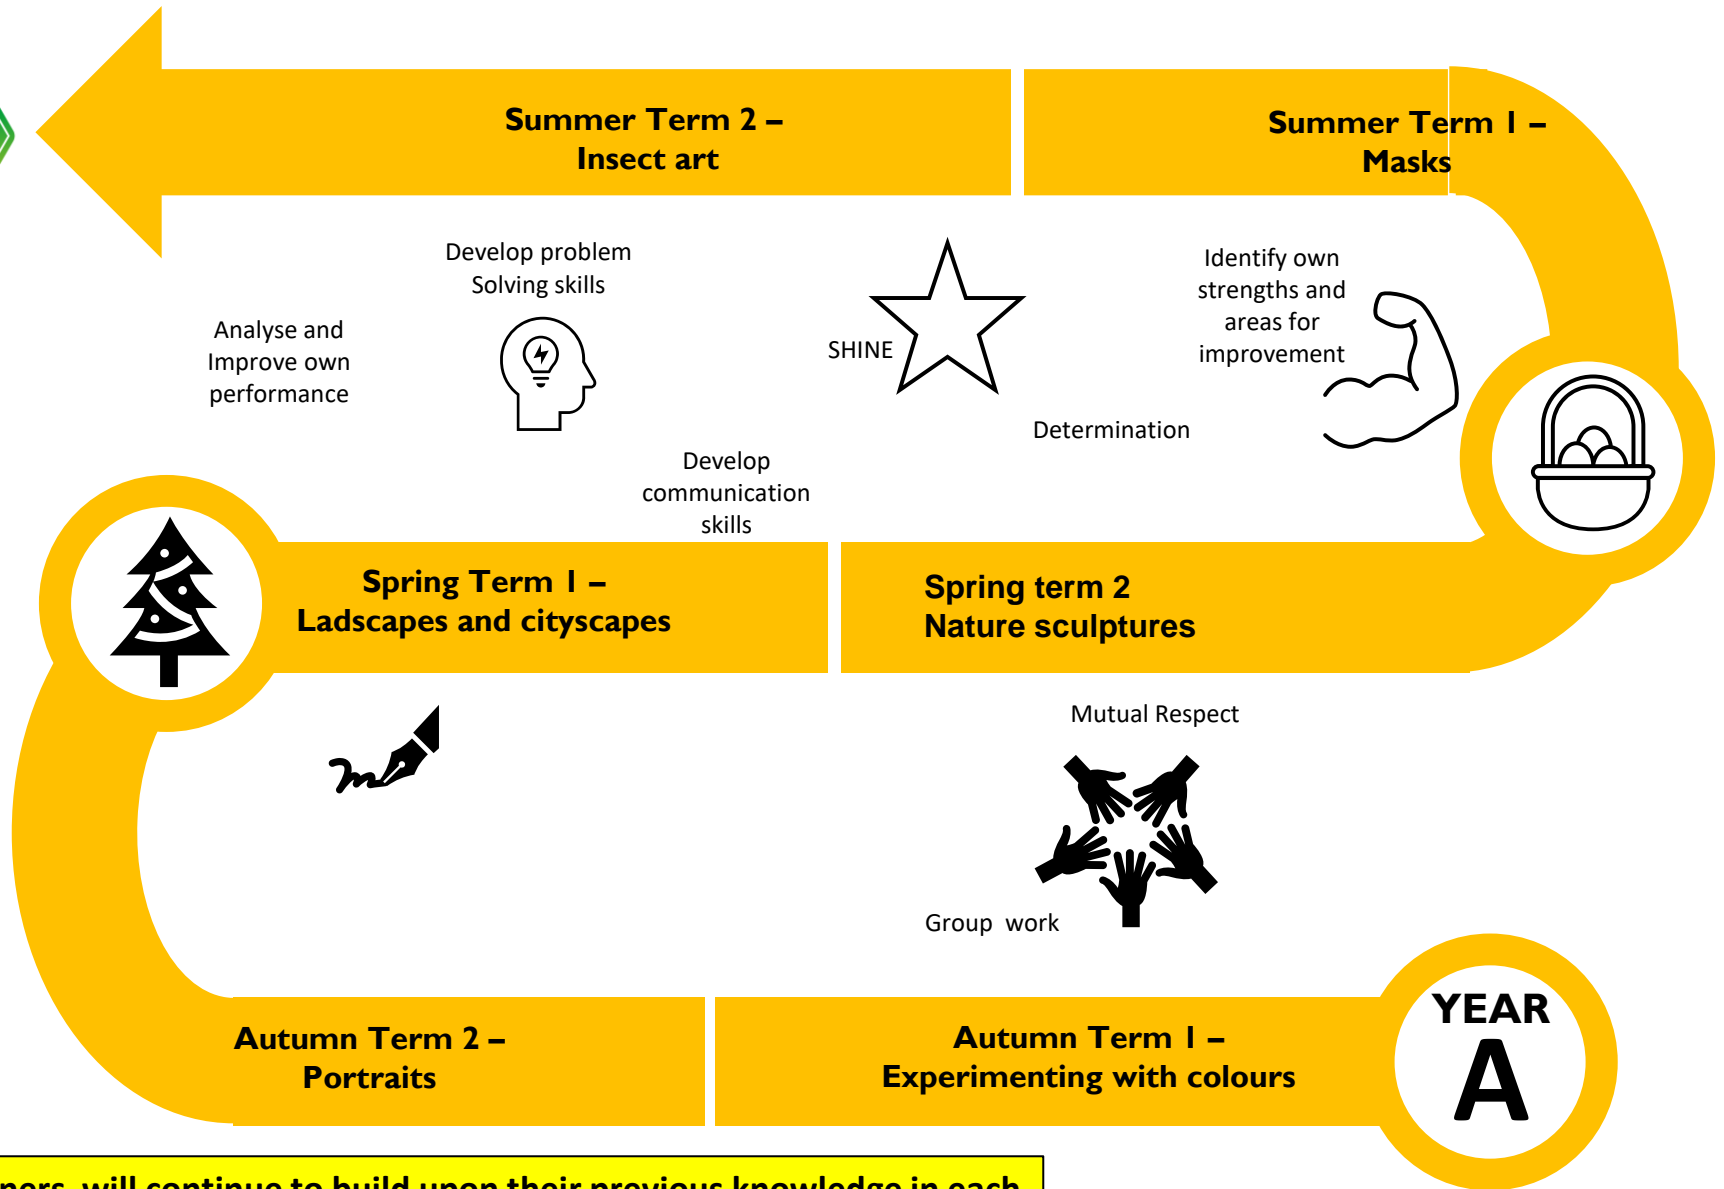 Summer Term 2 –
Insect art
Summer Term 1 –
Masks
Develop problem
Solving skills
Analyse and
Improve own
performance
SHINE
Identify own
strengths and
areas for
improvement
Determination
Develop
communication
skills
Spring Term 1 –
Ladscapes and cityscapes
Spring term 2
Nature sculptures
Mutual Respect
Group work
Autumn Term 2 –
Portraits
Autumn Term 1 –
Experimenting with colours
YEAR
A
will continue to build upon their previous knowledge in each